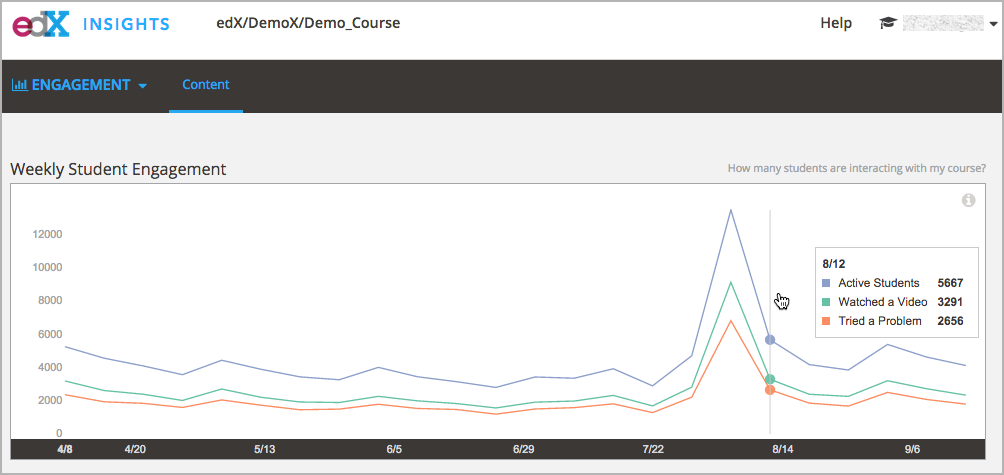 edX INSIGHTS edX/DemoX/Demo_Course Help
ENGAGEMENT Content
Weekly Student Engagement How many students are interacting with my course?
12000
10000
8000
6000
4000
2000
0
8/12
Active Students 5667
Watched a Video 3291
Tried a Problem 2656
4/20 5/13 6/5 6/29 7/22 8/14 9/6